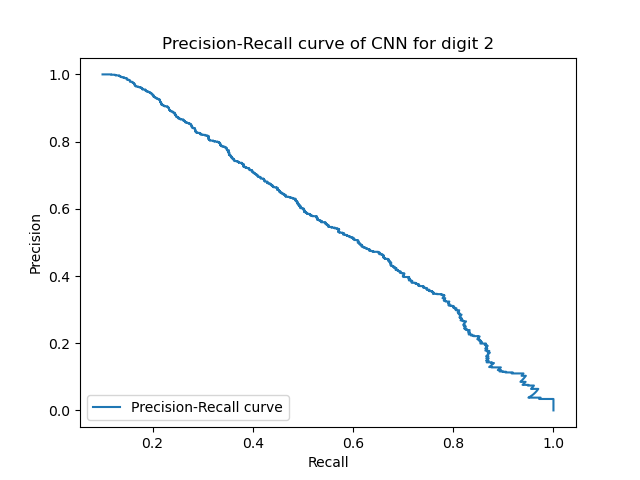 Precision-Recall curve of CNN for digit 2
1.0
0.8
0.6
0.4
0.2
0.0
Precision
Precision-Recall curve
0.2 0.4 0.6 0.8 1.0
Recall